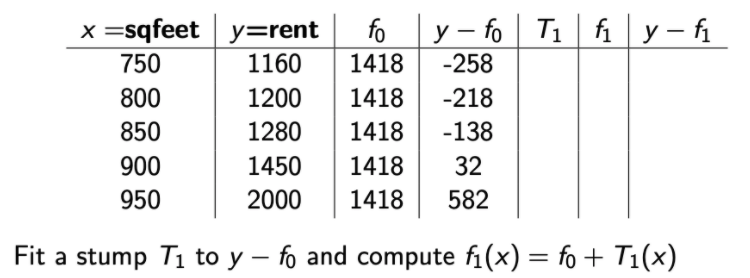 x =sqfeet y=rent f₀ y − f₀ T₁ f₁ y − f₁
750 1160 1418 -258
800 1200 1418 -218
850 1280 1418 -138
900 1450 1418 32
950 2000 1418 582
Fit a stump T₁ to y − f₀ and compute f₁(x) = f₀ + T₁(x)